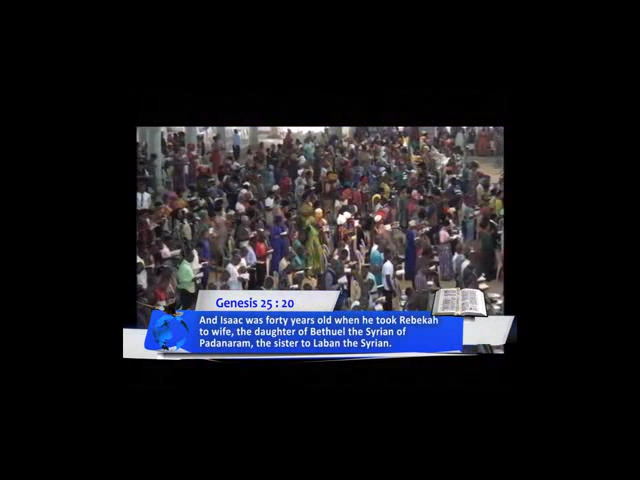 Genesis 25 : 20
And Isaac was forty years old when he took Rebekah
to wife, the daughter of Bethuel the Syrian of
Padanaram, the sister to Laban the Syrian.